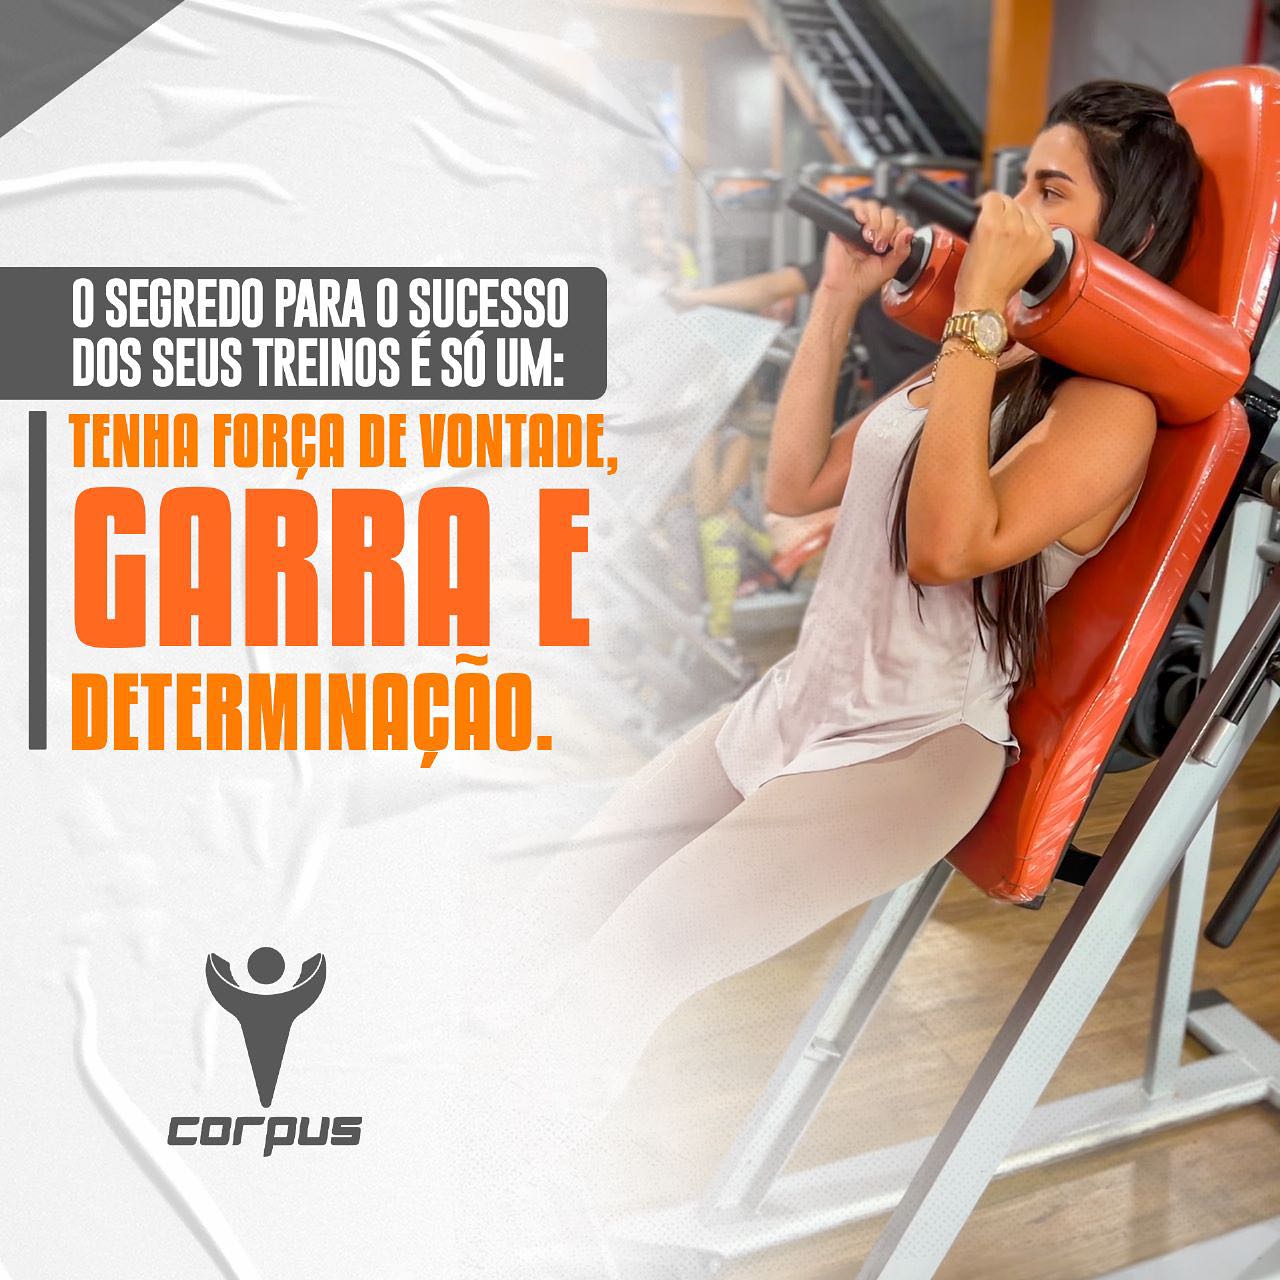 O SEGREDO PARA O SUCESSO
DOS SEUS TREINOS É SÓ UM:
TENHA FORÇA DE VONTADE,
GARRA E
DETERMINAÇÃO.
corpus